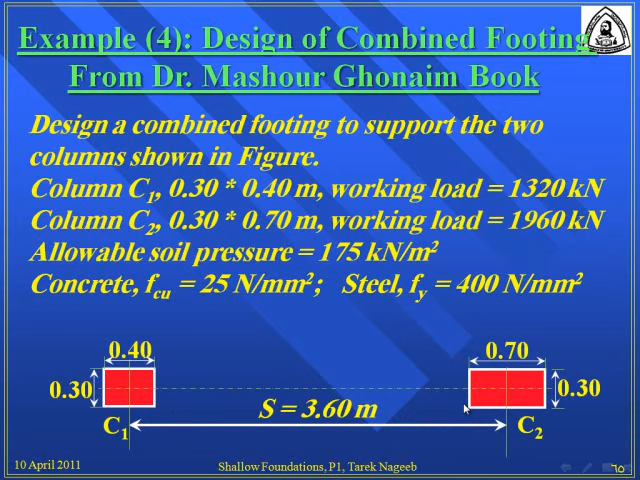 Example (4): Design of Combined Footing
From Dr. Mashour Ghonaim Book
Design a combined footing to support the two
columns shown in Figure.
Column C₁, 0.30 * 0.40 m, working load = 1320 kN
Column C₂, 0.30 * 0.70 m, working load = 1960 kN
Allowable soil pressure = 175 kN/m²
Concrete, fcu = 25 N/mm²; Steel, fy = 400 N/mm²
0.40
0.70
0.30
0.30
S = 3.60 m
C₁
C₂
10 April 2011
Shallow Foundations, P1, Tarek Nageeb
٦٥